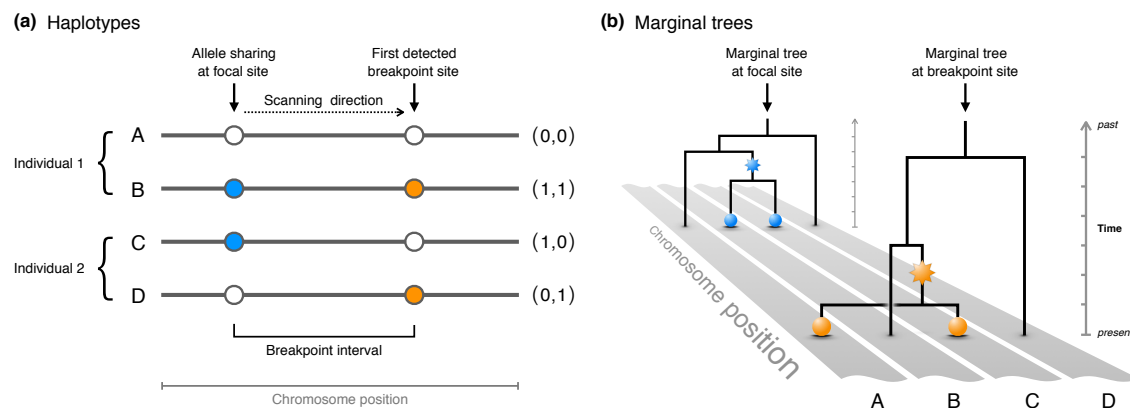 (a) Haplotypes
Allele sharing
at focal site
First detected
breakpoint site
Scanning direction
Individual 1
A
(0,0)
B
(1,1)
Individual 2
C
(1,0)
D
(0,1)
Breakpoint interval
Chromosome position
(b) Marginal trees
Marginal tree
at focal site
Marginal tree
at breakpoint site
past
Time
present
Chromosome position
A B C D